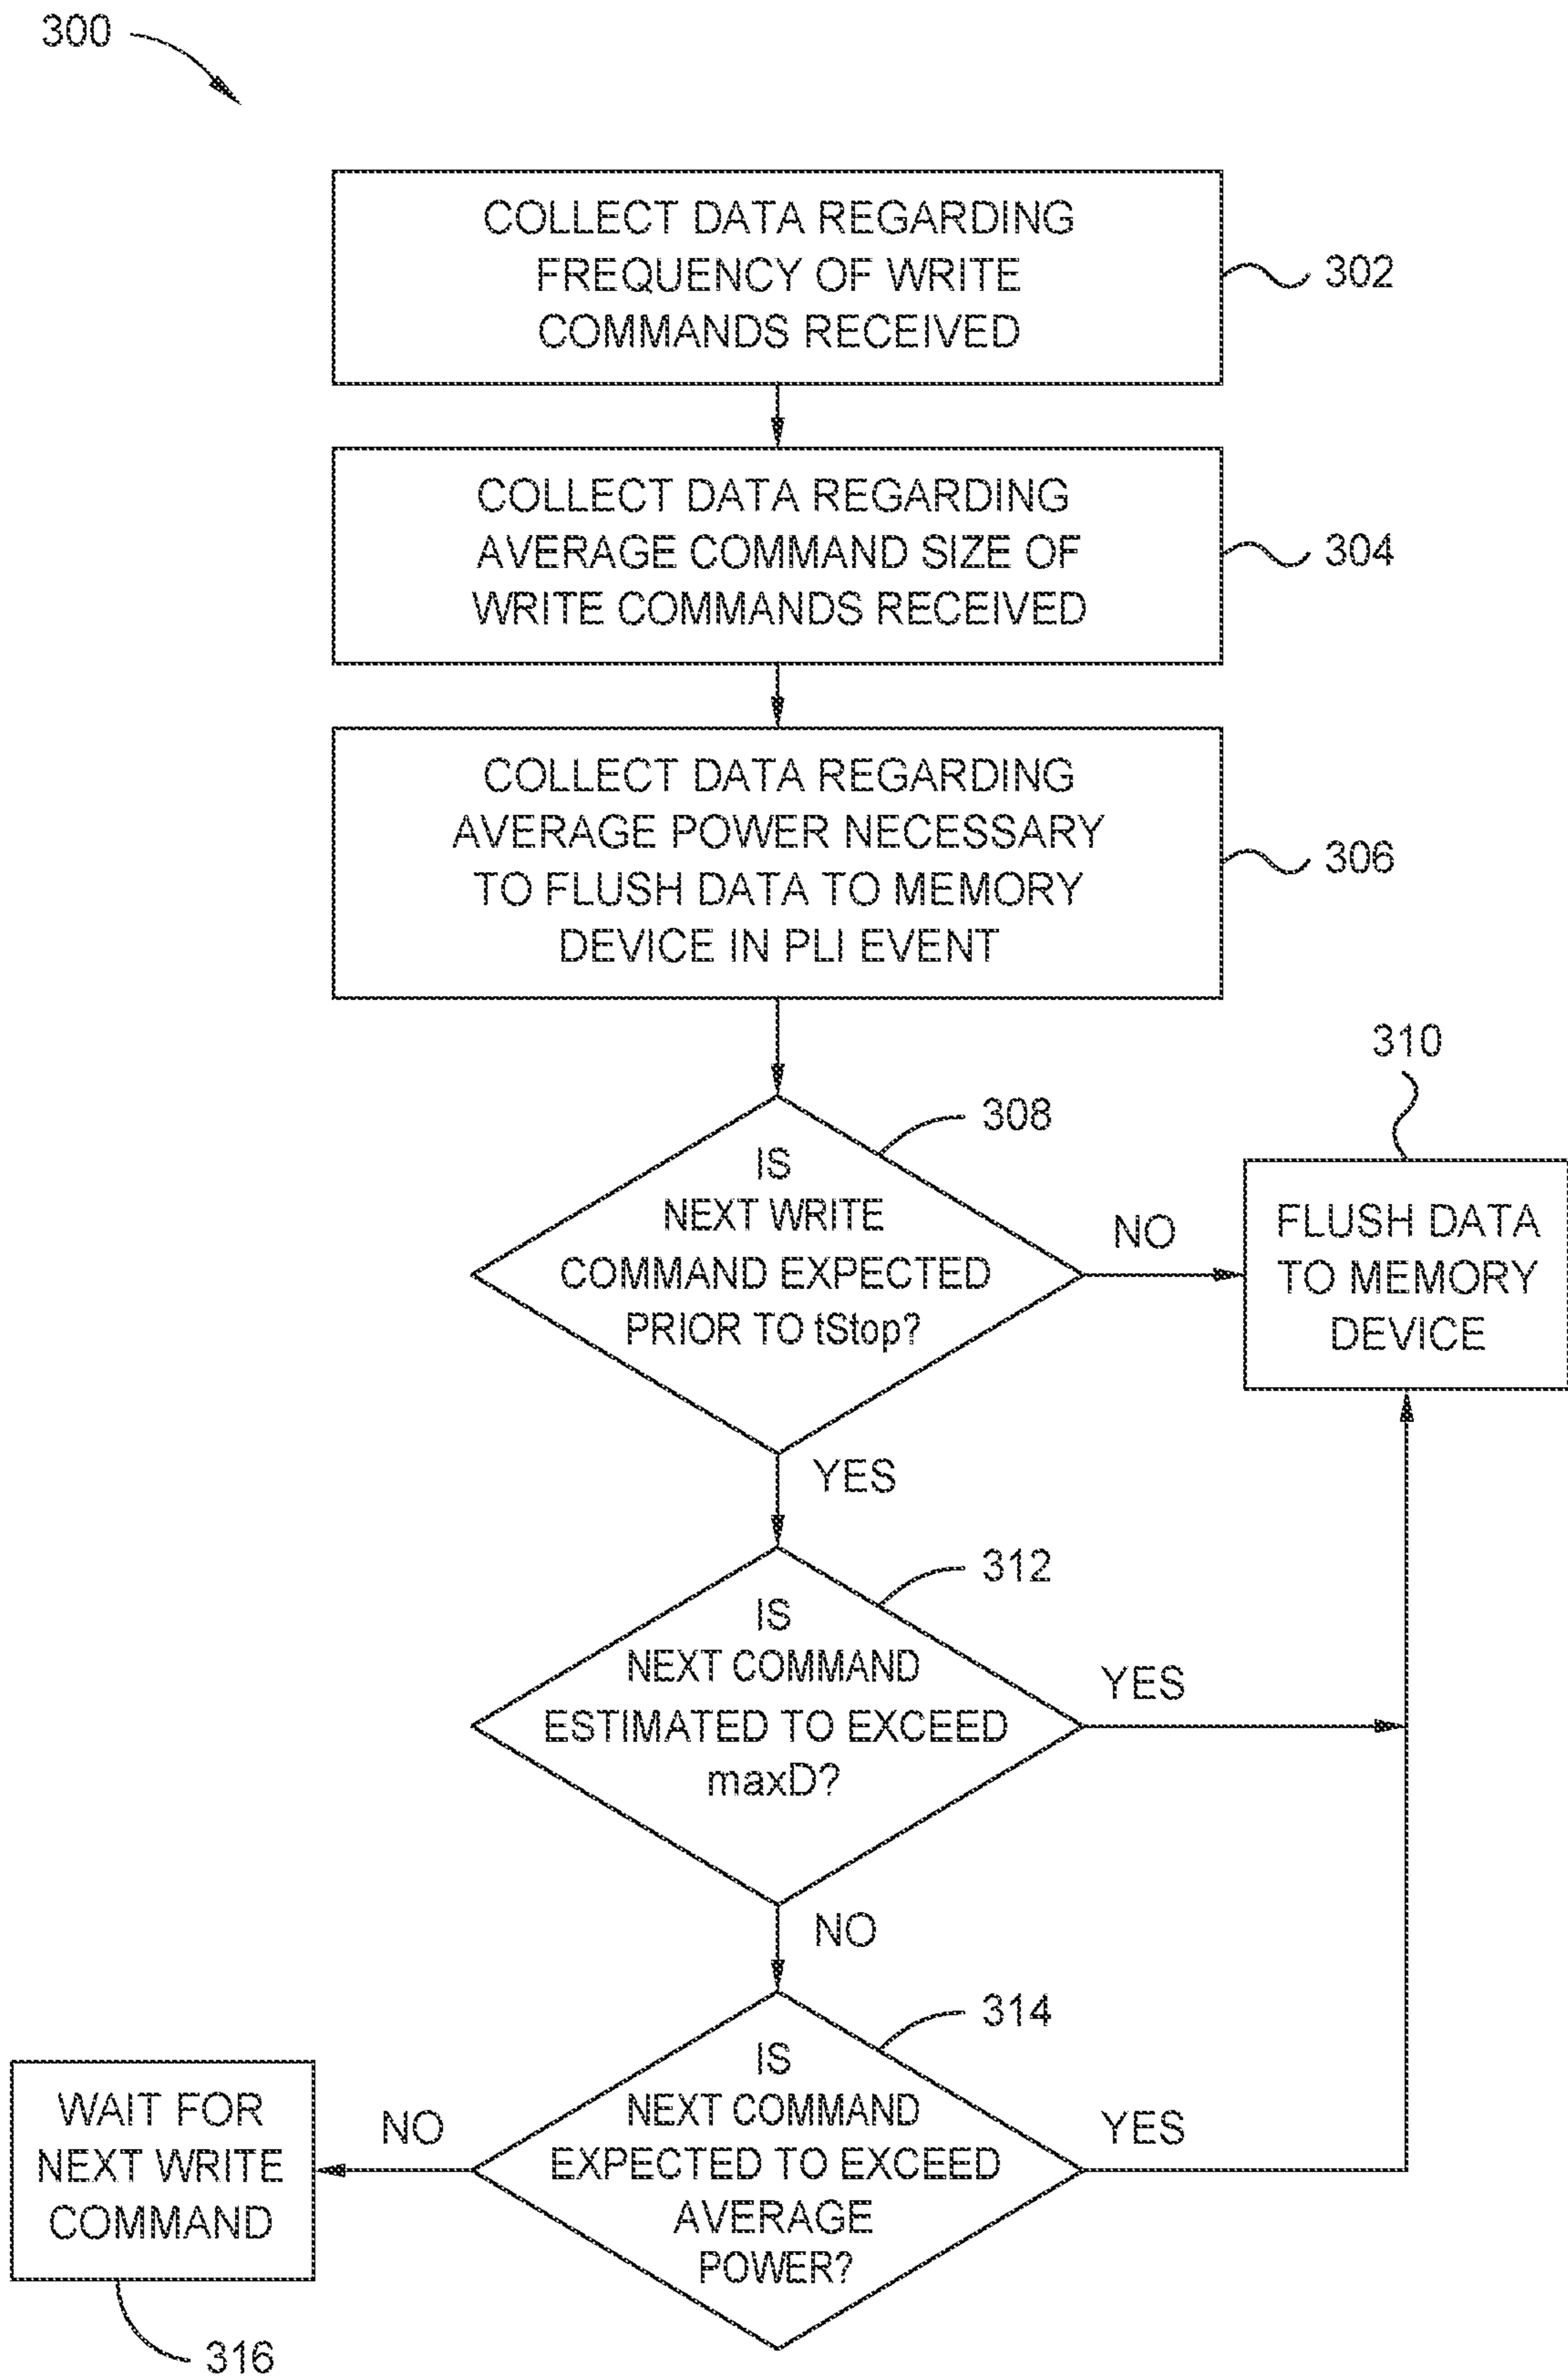 300
COLLECT DATA REGARDING
FREQUENCY OF WRITE
COMMANDS RECEIVED
302
COLLECT DATA REGARDING
AVERAGE COMMAND SIZE OF
WRITE COMMANDS RECEIVED
304
COLLECT DATA REGARDING
AVERAGE POWER NECESSARY
TO FLUSH DATA TO MEMORY
DEVICE IN PLI EVENT
306
308
IS
NEXT WRITE
COMMAND EXPECTED
PRIOR TO tStop?
NO
310
FLUSH DATA
TO MEMORY
DEVICE
YES
312
IS
NEXT COMMAND
ESTIMATED TO EXCEED
maxD?
YES
NO
314
IS
NEXT COMMAND
EXPECTED TO EXCEED
AVERAGE
POWER?
YES
NO
WAIT FOR
NEXT WRITE
COMMAND
316